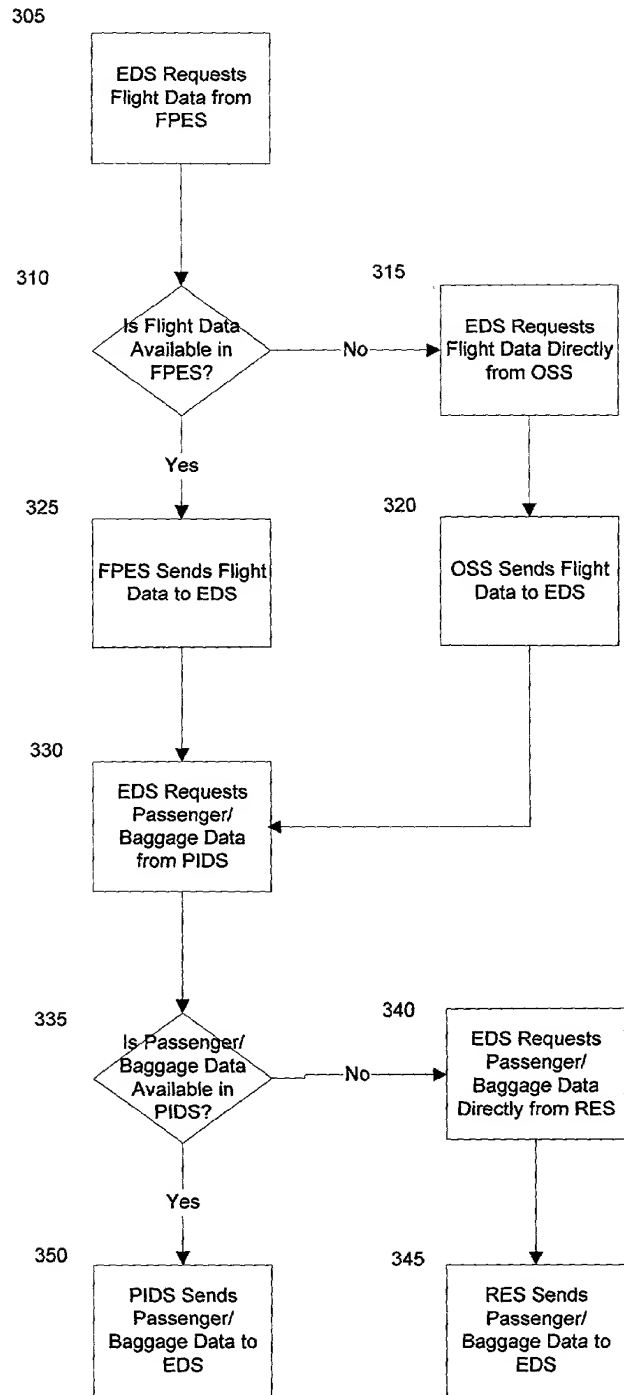 305
EDS Requests
Flight Data from
FPES
310
Is Flight Data
Available in
FPES?
No
315
EDS Requests
Flight Data Directly
from OSS
Yes
325
FPES Sends Flight
Data to EDS
320
OSS Sends Flight
Data to EDS
330
EDS Requests
Passenger/
Baggage Data
from PIDS
335
Is Passenger/
Baggage Data
Available in
PIDS?
No
340
EDS Requests
Passenger/
Baggage Data
Directly from RES
Yes
350
PIDS Sends
Passenger/
Baggage Data to
EDS
345
RES Sends
Passenger/
Baggage Data to
EDS